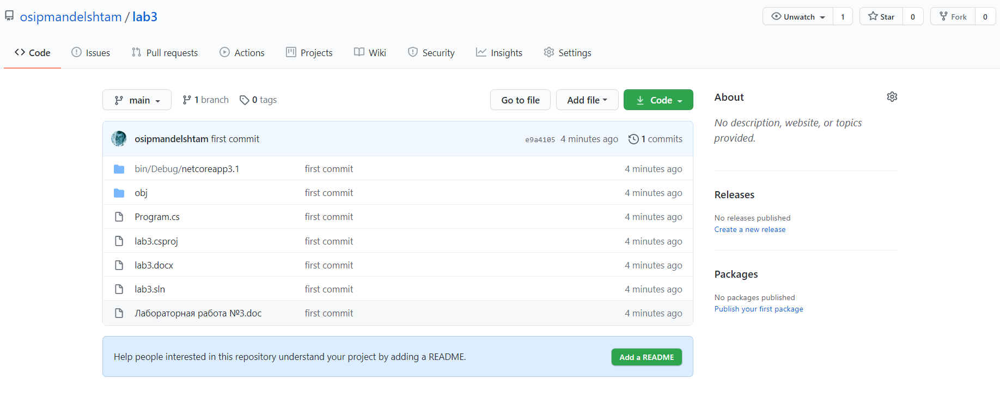 osipmandelshtam / lab3
Unwatch 1 Star 0 Fork 0
Code Issues Pull requests Actions Projects Wiki Security Insights Settings
main 1 branch 0 tags Go to file Add file Code
osipmandelshtam first commit e9a4105 4 minutes ago 1 commits
bin/Debug/netcoreapp3.1 first commit 4 minutes ago
obj first commit 4 minutes ago
Program.cs first commit 4 minutes ago
lab3.csproj first commit 4 minutes ago
lab3.docx first commit 4 minutes ago
lab3.sln first commit 4 minutes ago
Лабораторная работа №3.doc first commit 4 minutes ago
Help people interested in this repository understand your project by adding a README. Add a README
About
No description, website, or topics
provided.
Releases
No releases published
Create a new release
Packages
No packages published
Publish your first package